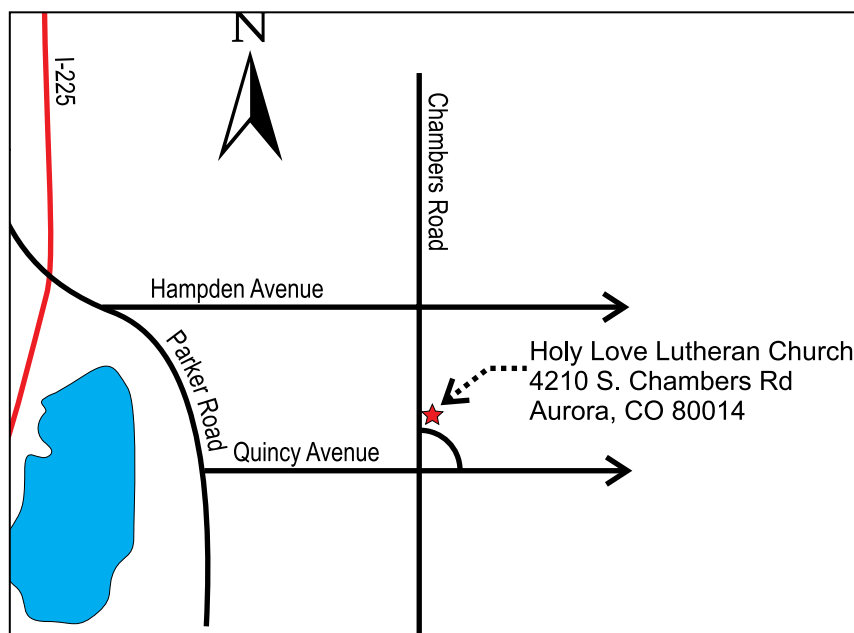 N
I-225
Chambers Road
Hampden Avenue
Parker Road
Holy Love Lutheran Church
4210 S. Chambers Rd
Aurora, CO 80014
Quincy Avenue